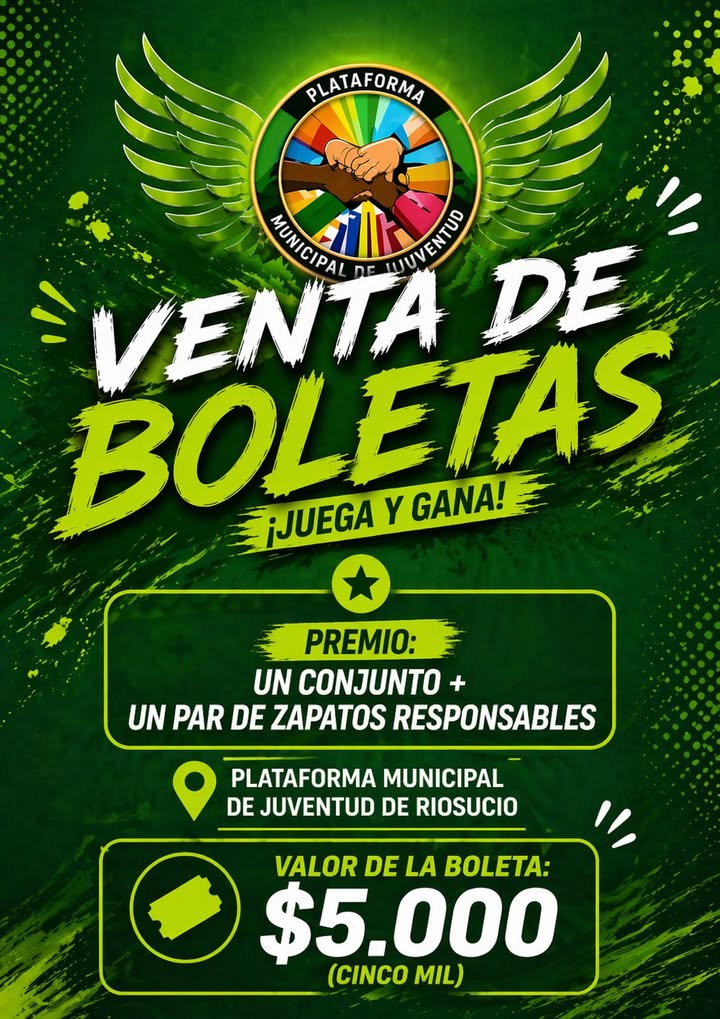 PLATAFORMA
MUNICIPAL DE JUUVENTUD
VENTA DE
BOLETAS
¡JUEGA Y GANA!
PREMIO:
UN CONJUNTO +
UN PAR DE ZAPATOS RESPONSABLES
PLATAFORMA MUNICIPAL
DE JUVENTUD DE RIOSUCIO
VALOR DE LA BOLETA:
$5.000
(CINCO MIL)